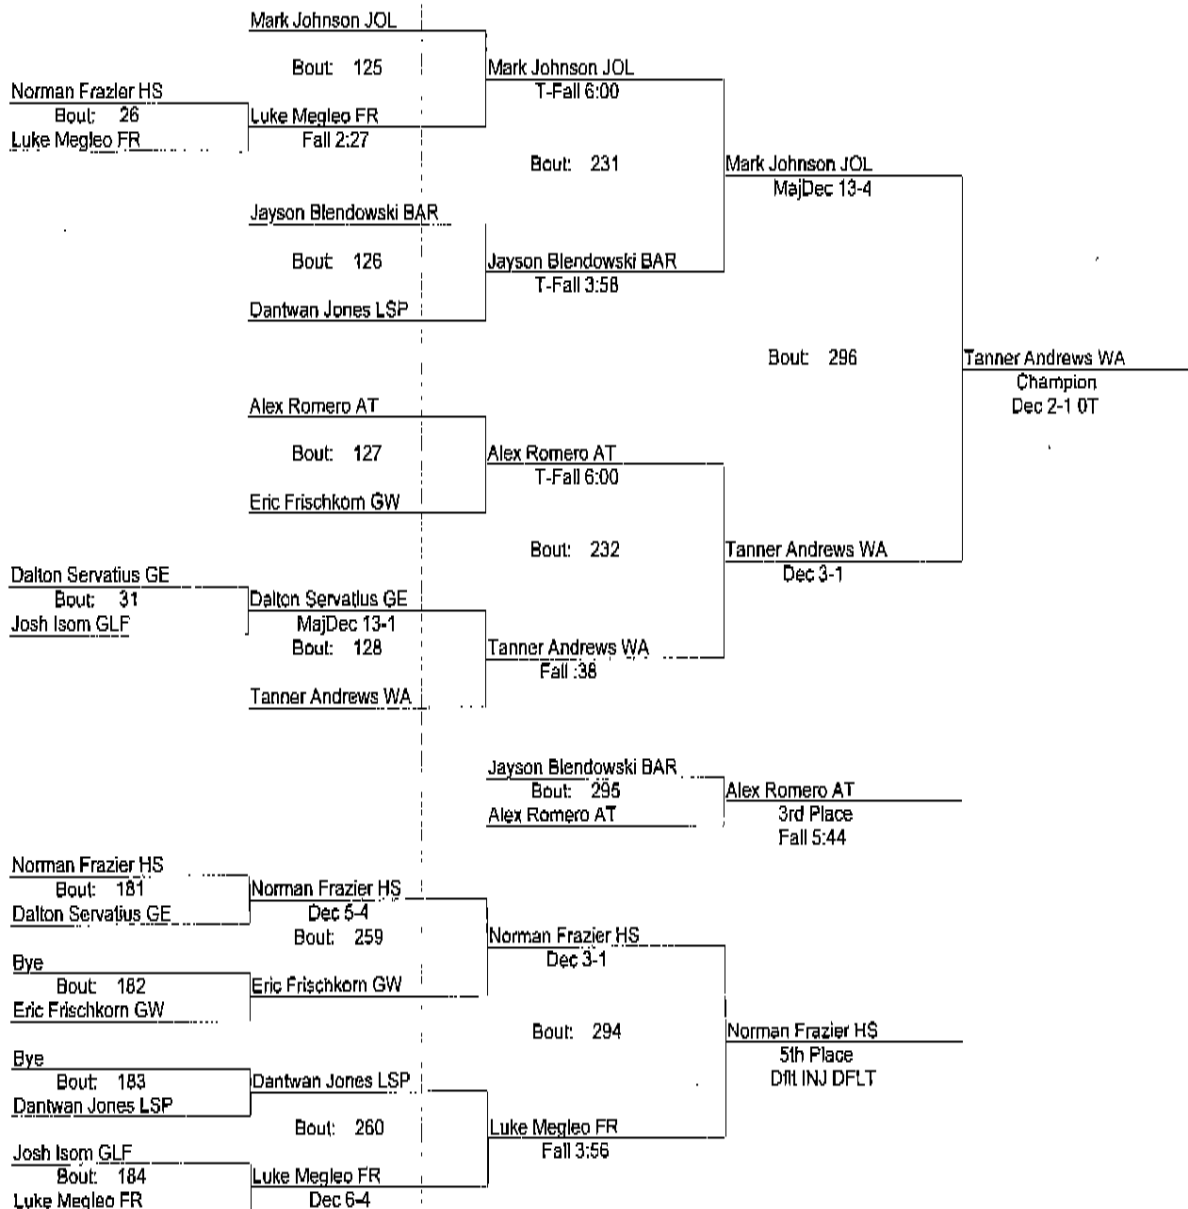 Mark Johnson JOL
Bout: 125
Mark Johnson JOL
T-Fall 6:00
Norman Frazier HS
Bout: 26
Luke Megleo FR
Luke Megleo FR
Fall 2:27
Bout: 231
Mark Johnson JOL
MajDec 13-4
Jayson Blendowski BAR
Bout: 126
Jayson Blendowski BAR
T-Fall 3:58
Dantwan Jones LSP
Bout: 296
Tanner Andrews WA
Champion
Dec 2-1 0T
Alex Romero AT
Bout: 127
Alex Romero AT
T-Fall 6:00
Eric Frischkorn GW
Bout: 232
Tanner Andrews WA
Dec 3-1
Dalton Servatius GE
Bout: 31
Josh Isom GLF
Dalton Servatius GE
MajDec 13-1
Bout: 128
Tanner Andrews WA
Fall :38
Tanner Andrews WA
Jayson Blendowski BAR
Bout: 295
Alex Romero AT
Alex Romero AT
3rd Place
Fall 5:44
Norman Frazier HS
Bout: 181
Dalton Servatius GE
Norman Frazier HS
Dec 5-4
Bout: 259
Norman Frazier HS
Dec 3-1
Bye
Bout: 182
Eric Frischkorn GW
Eric Frischkorn GW
Bout: 294
Norman Frazier HS
5th Place
Dflt INJ DFLT
Bye
Bout: 183
Dantwan Jones LSP
Dantwan Jones LSP
Bout: 260
Luke Megleo FR
Fall 3:56
Josh Isom GLF
Bout: 184
Luke Megleo FR
Luke Megleo FR
Dec 6-4